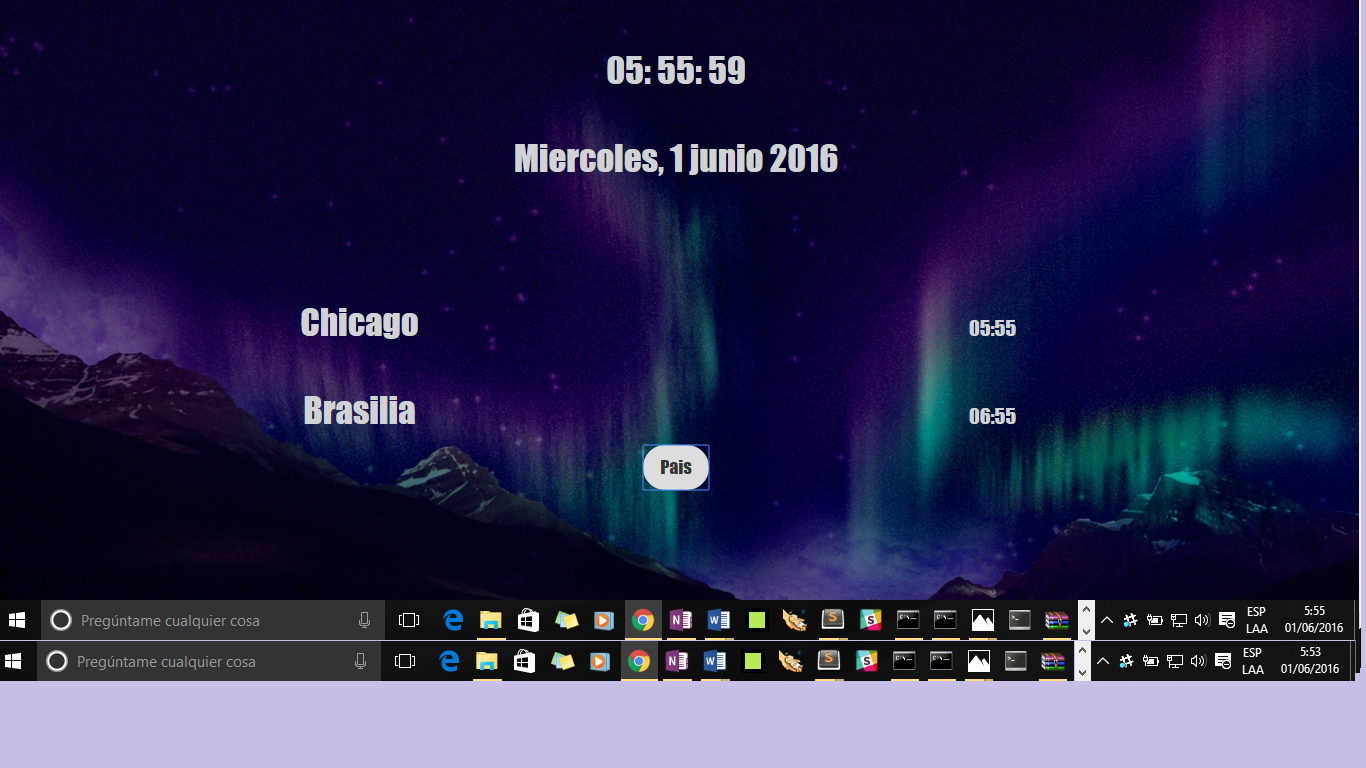 05: 55: 59
Miercoles, 1 junio 2016
Chicago 05:55
Brasilia 06:55
Pais
Pregúntame cualquier cosa ESP LAA 5:55 01/06/2016
Pregúntame cualquier cosa ESP LAA 5:53 01/06/2016